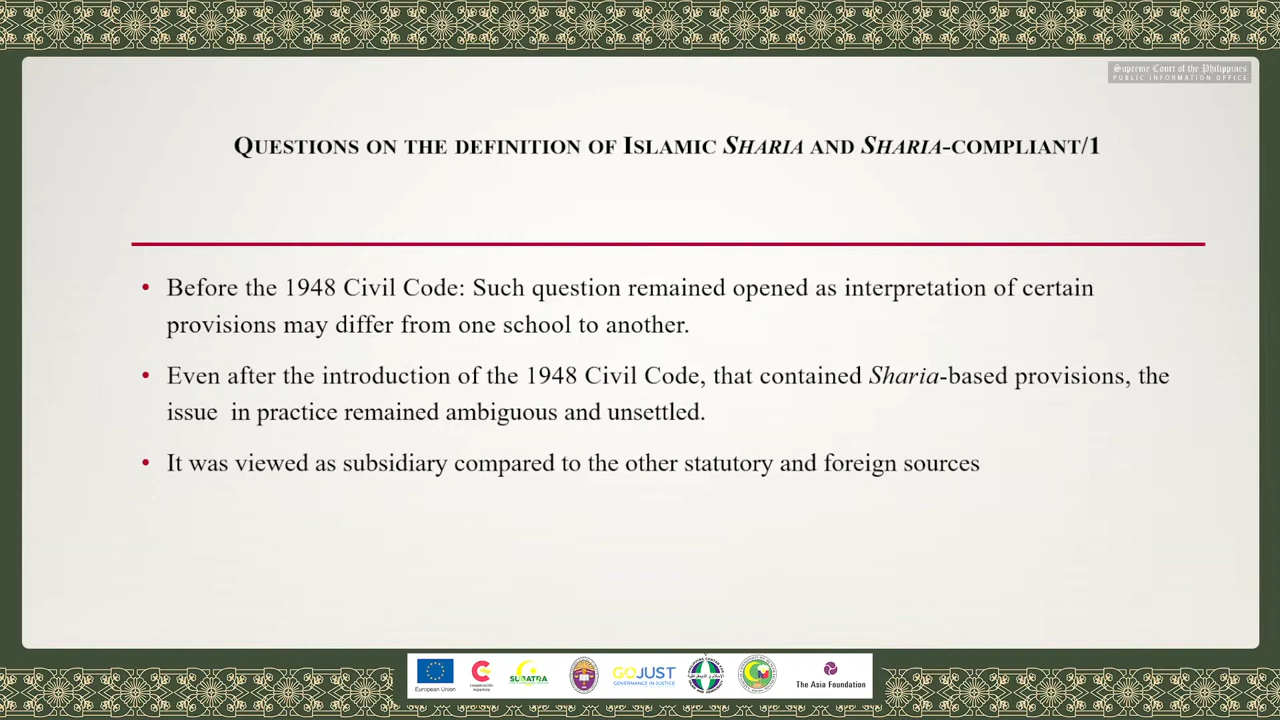 Supreme Court of the Philippines
PUBLIC INFORMATION OFFICE
QUESTIONS ON THE DEFINITION OF ISLAMIC SHARIA AND SHARIA-COMPLIANT/1
• Before the 1948 Civil Code: Such question remained opened as interpretation of certain
provisions may differ from one school to another.
• Even after the introduction of the 1948 Civil Code, that contained Sharia-based provisions, the
issue in practice remained ambiguous and unsettled.
• It was viewed as subsidiary compared to the other statutory and foreign sources
European Union
cooperación
española
SUBATRA
GOJUST
GOVERNANCE IN JUSTICE
The Asia Foundation